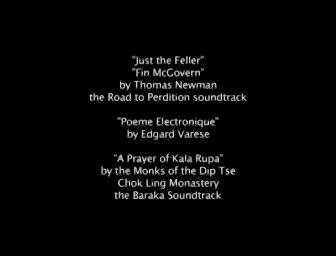 "Just the Feller"
"Fin McGovern"
by Thomas Newman
the Road to Perdition soundtrack
"Poeme Electronique"
by Edgard Varese
"A Prayer of Kala Rupa"
by the Monks of the Dip Tse
Chok Ling Monastery
the Baraka Soundtrack